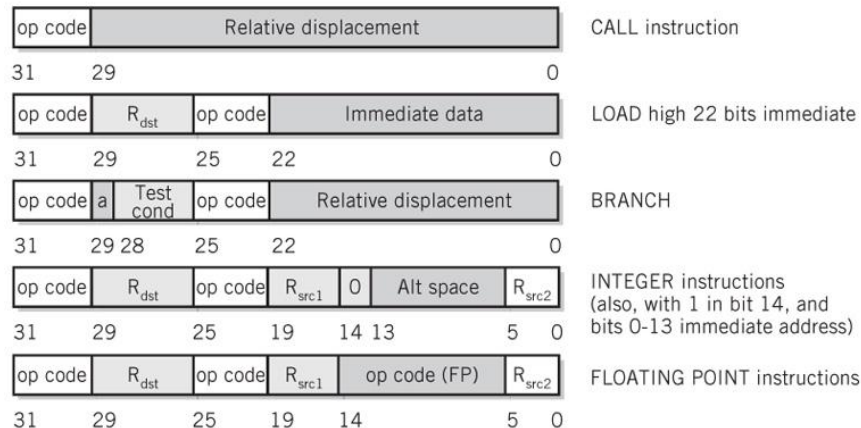 op code Relative displacement CALL instruction
31 29 0
op code R_dst op code Immediate data LOAD high 22 bits immediate
31 29 25 22 0
op code a Test cond op code Relative displacement BRANCH
31 29 28 25 22 0
op code R_dst op code R_src1 0 Alt space R_src2 INTEGER instructions
(also, with 1 in bit 14, and
bits 0-13 immediate address)
31 29 25 19 14 13 5 0
op code R_dst op code R_src1 op code (FP) R_src2 FLOATING POINT instructions
31 29 25 19 14 5 0